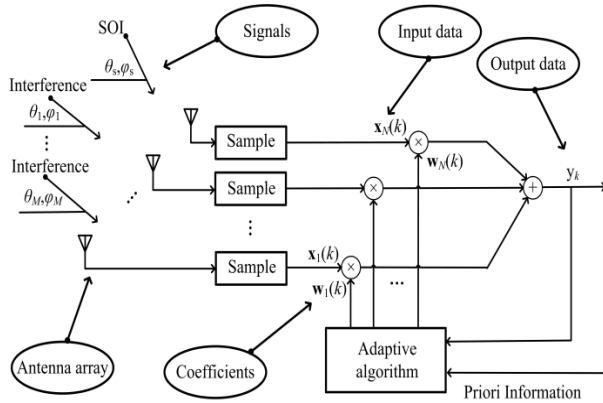 SOI
Signals
Input data
Output data
θs,φs
Interference
θ1,φ1
⋮
Interference
θM,φM
Sample
xN(k)
×
wN(k)
Sample
×
+
yk
⋮
Sample
x1(k)
×
w1(k)
...
Antenna array
Coefficients
Adaptive
algorithm
Priori Information